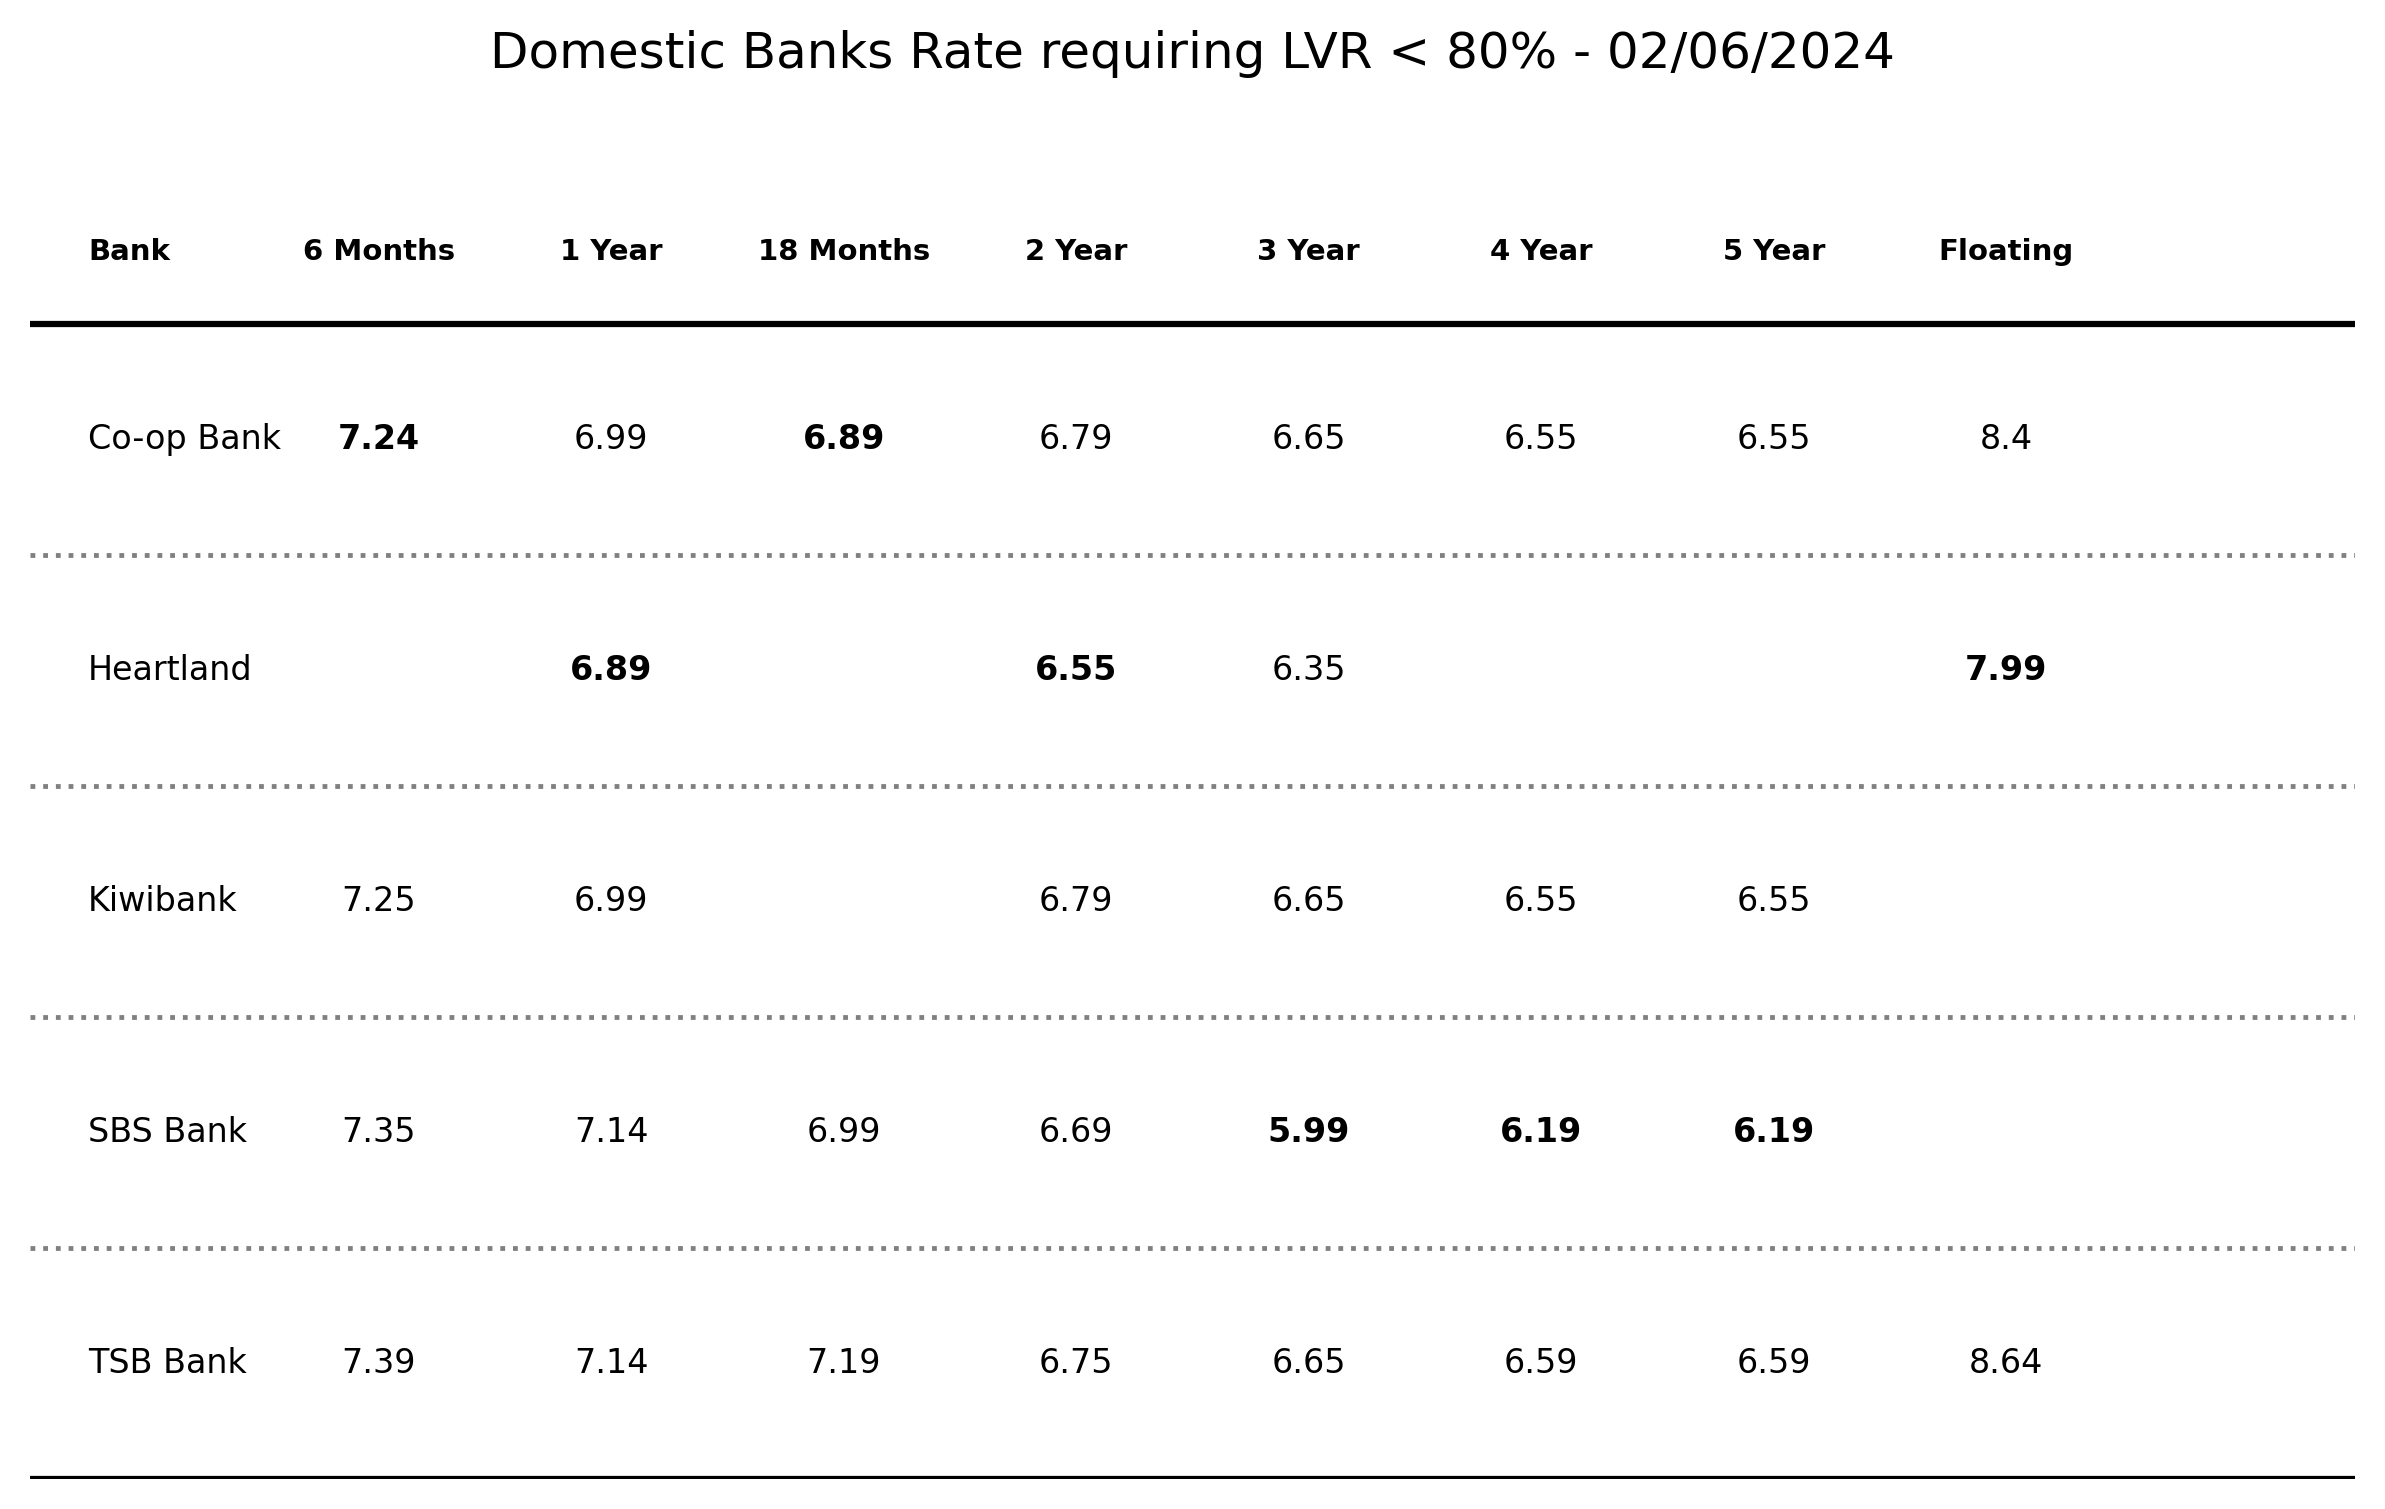 Domestic Banks Rate requiring LVR < 80% - 02/06/2024
Bank 6 Months 1 Year 18 Months 2 Year 3 Year 4 Year 5 Year Floating
Co-op Bank 7.24 6.99 6.89 6.79 6.65 6.55 6.55 8.4
Heartland 6.89 6.55 6.35 7.99
Kiwibank 7.25 6.99 6.79 6.65 6.55 6.55
SBS Bank 7.35 7.14 6.99 6.69 5.99 6.19 6.19
TSB Bank 7.39 7.14 7.19 6.75 6.65 6.59 6.59 8.64